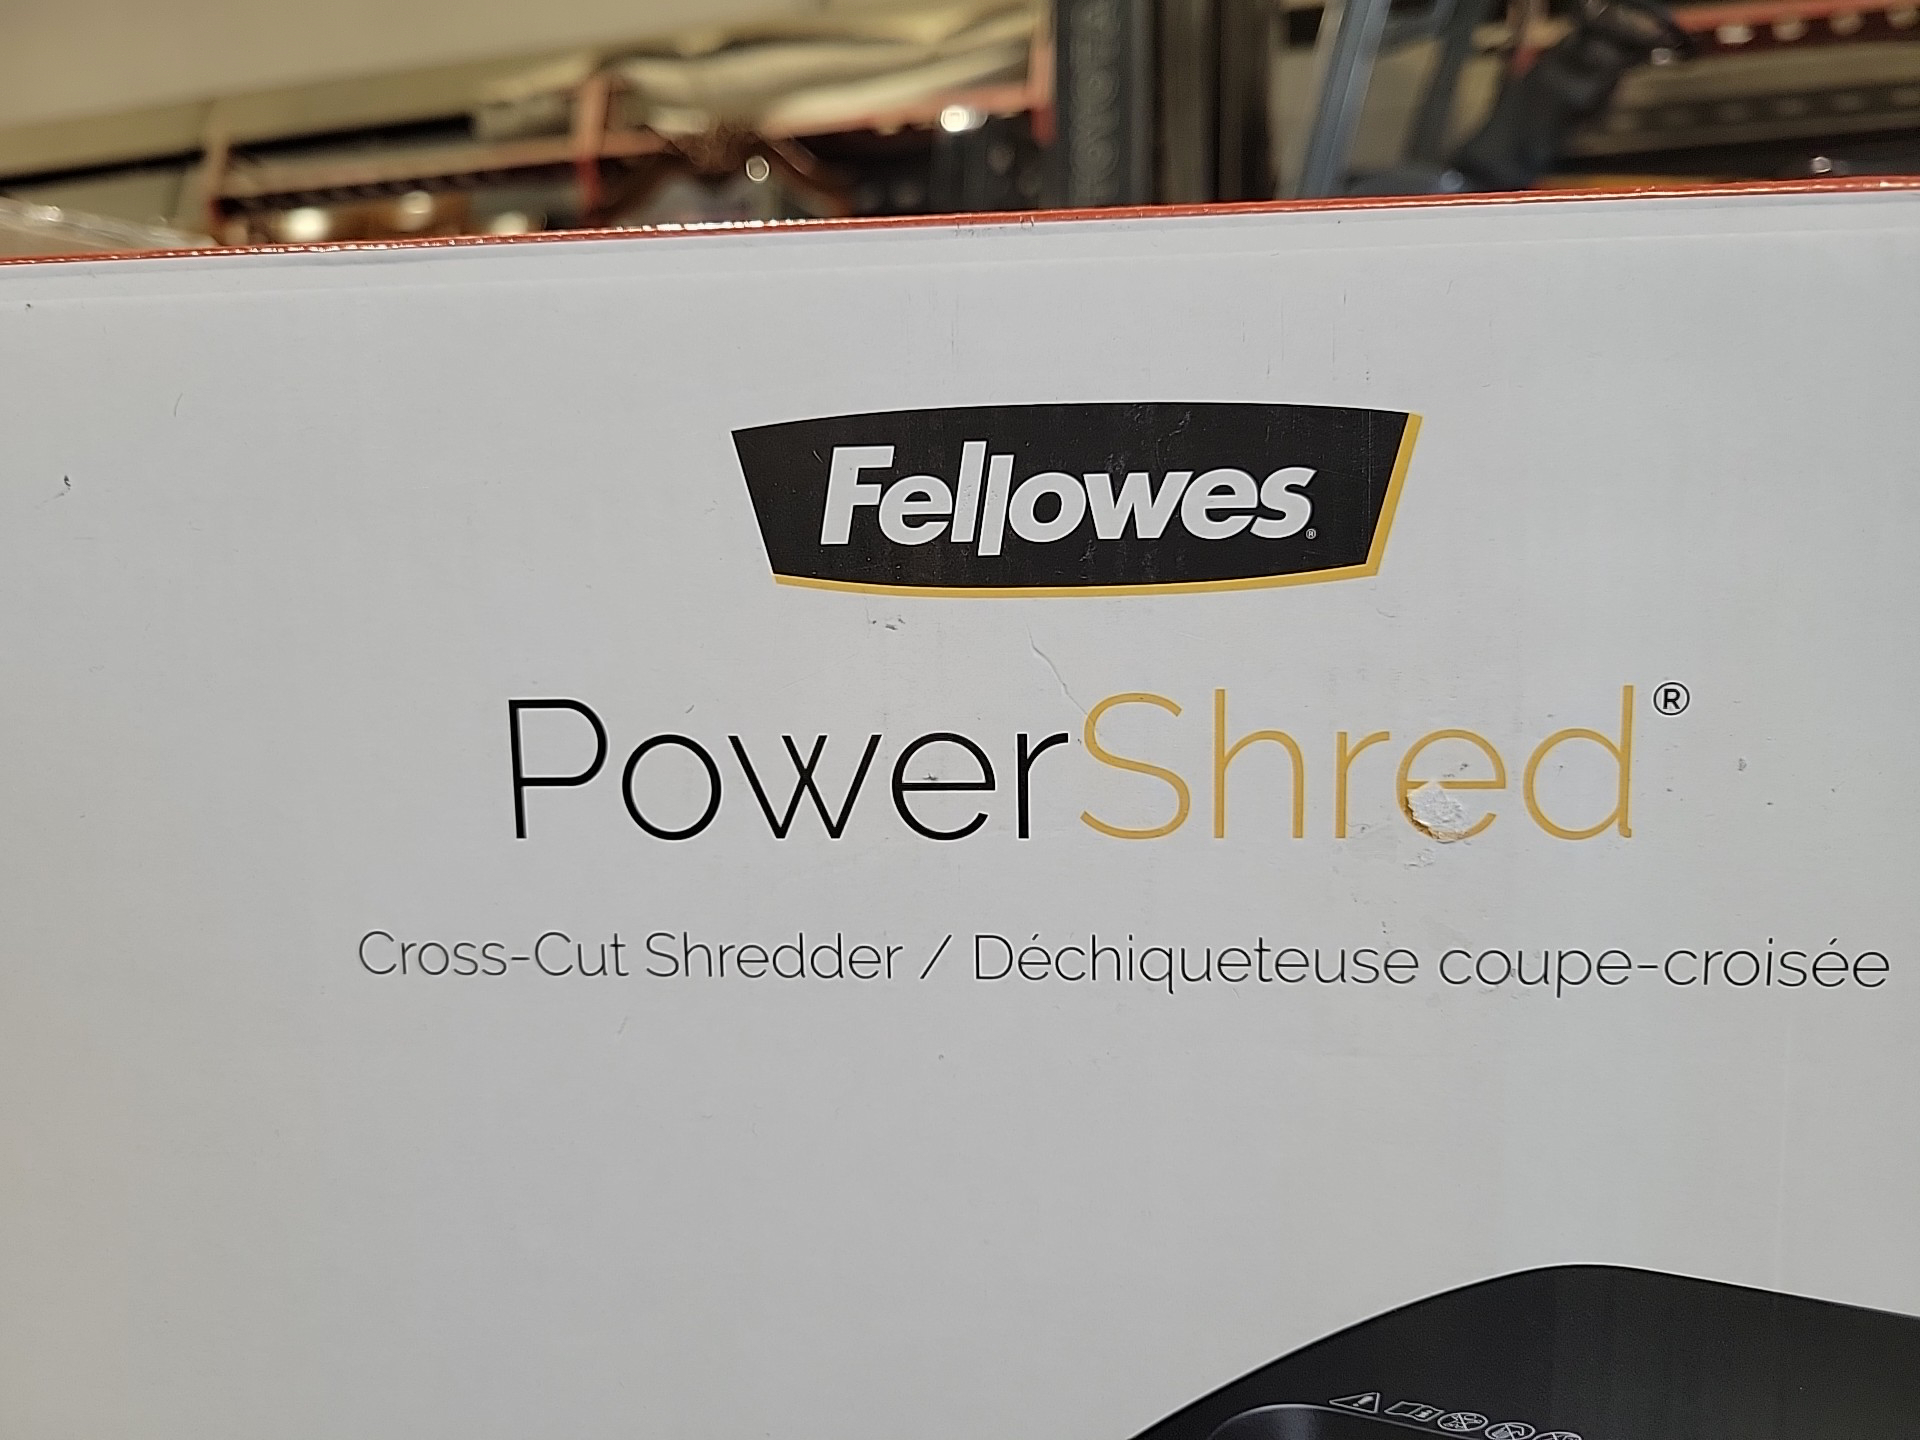 Fellowes®
PowerShred®
Cross-Cut Shredder / Déchiqueteuse coupe-croisée